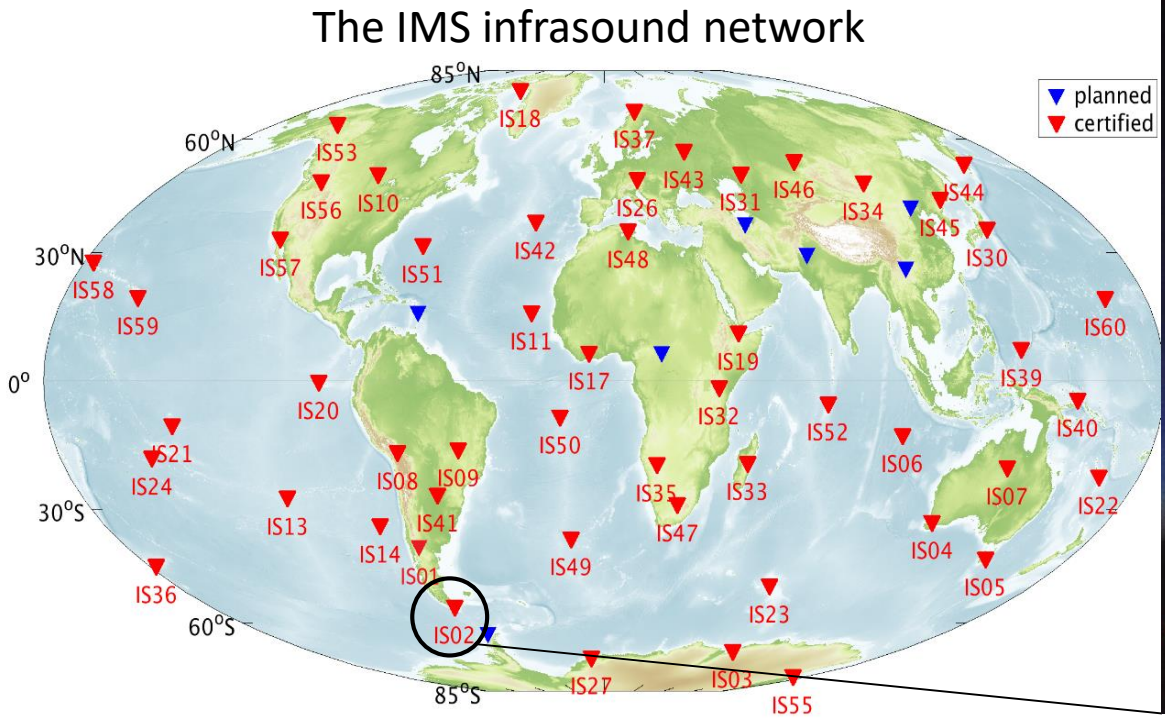 The IMS infrasound network
85°N
planned
certified
IS18
IS37
60°N
IS53
IS43
IS46
IS44
IS56
IS10
IS26
IS31
IS34
IS45
IS42
IS30
30°N
IS57
IS51
IS48
IS58
IS59
IS11
IS19
IS60
IS17
IS39
0°
IS20
IS32
IS50
IS52
IS40
IS21
IS24
IS08
IS09
IS06
IS35
IS33
IS07
IS22
30°S
IS13
IS41
IS47
IS14
IS04
IS01
IS49
IS05
IS36
IS23
60°S
IS02
IS27
IS03
85°S
IS55